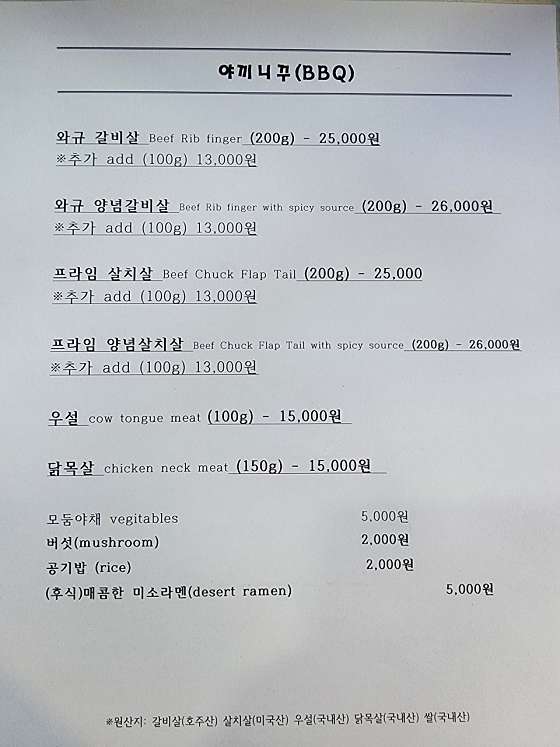 야끼니꾸(BBQ)
와규 갈비살 Beef Rib finger (200g) - 25,000원
※추가 add (100g) 13,000원
와규 양념갈비살 Beef Rib finger with spicy source (200g) - 26,000원
※추가 add (100g) 13,000원
프라임 살치살 Beef Chuck Flap Tail (200g) - 25,000
※추가 add (100g) 13,000원
프라임 양념살치살 Beef Chuck Flap Tail with spicy source (200g) - 26,000원
※추가 add (100g) 13,000원
우설 cow tongue meat (100g) - 15,000원
닭목살 chicken neck meat (150g) - 15,000원
모둠야채 vegitables 5,000원
버섯(mushroom) 2,000원
공기밥 (rice) 2,000원
(후식)매콤한 미소라멘(desert ramen) 5,000원
※원산지: 갈비살(호주산) 살치살(미국산) 우설(국내산) 닭목살(국내산) 쌀(국내산)